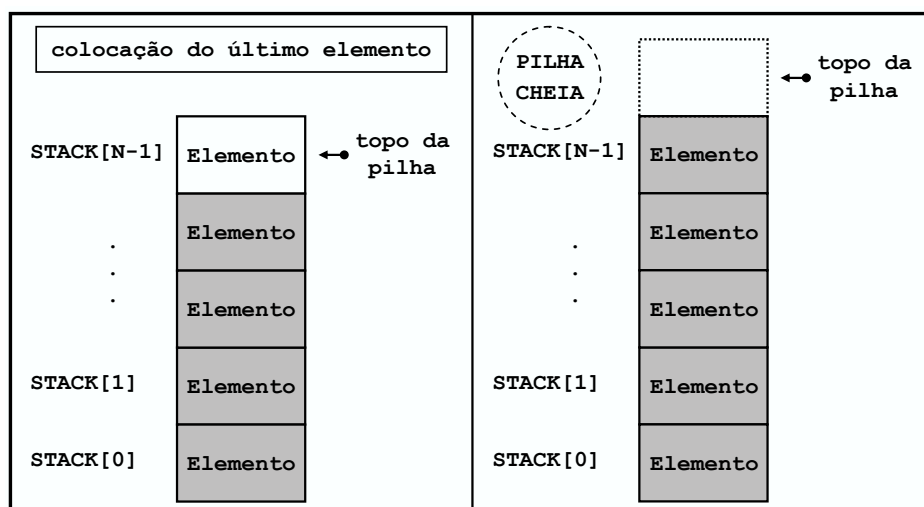 colocação do último elemento
STACK[N-1]
Elemento
topo da
pilha
Elemento
.
.
.
Elemento
STACK[1]
Elemento
STACK[0]
Elemento
PILHA
CHEIA
topo da
pilha
STACK[N-1]
Elemento
Elemento
.
.
.
Elemento
STACK[1]
Elemento
STACK[0]
Elemento